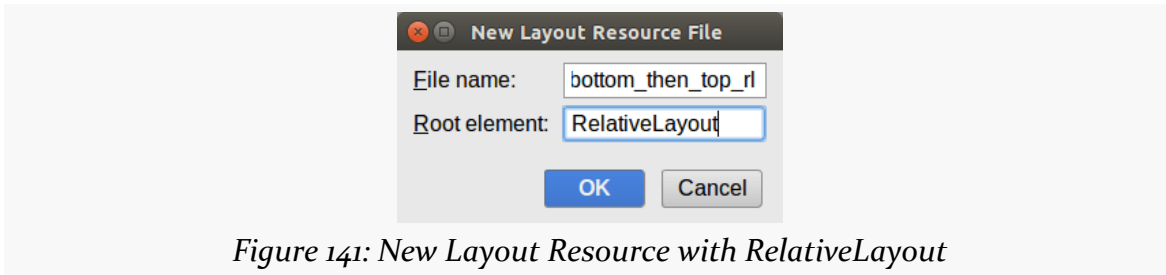 New Layout Resource File
File name: bottom_then_top_rl
Root element: RelativeLayout
OK Cancel
Figure 141: New Layout Resource with RelativeLayout